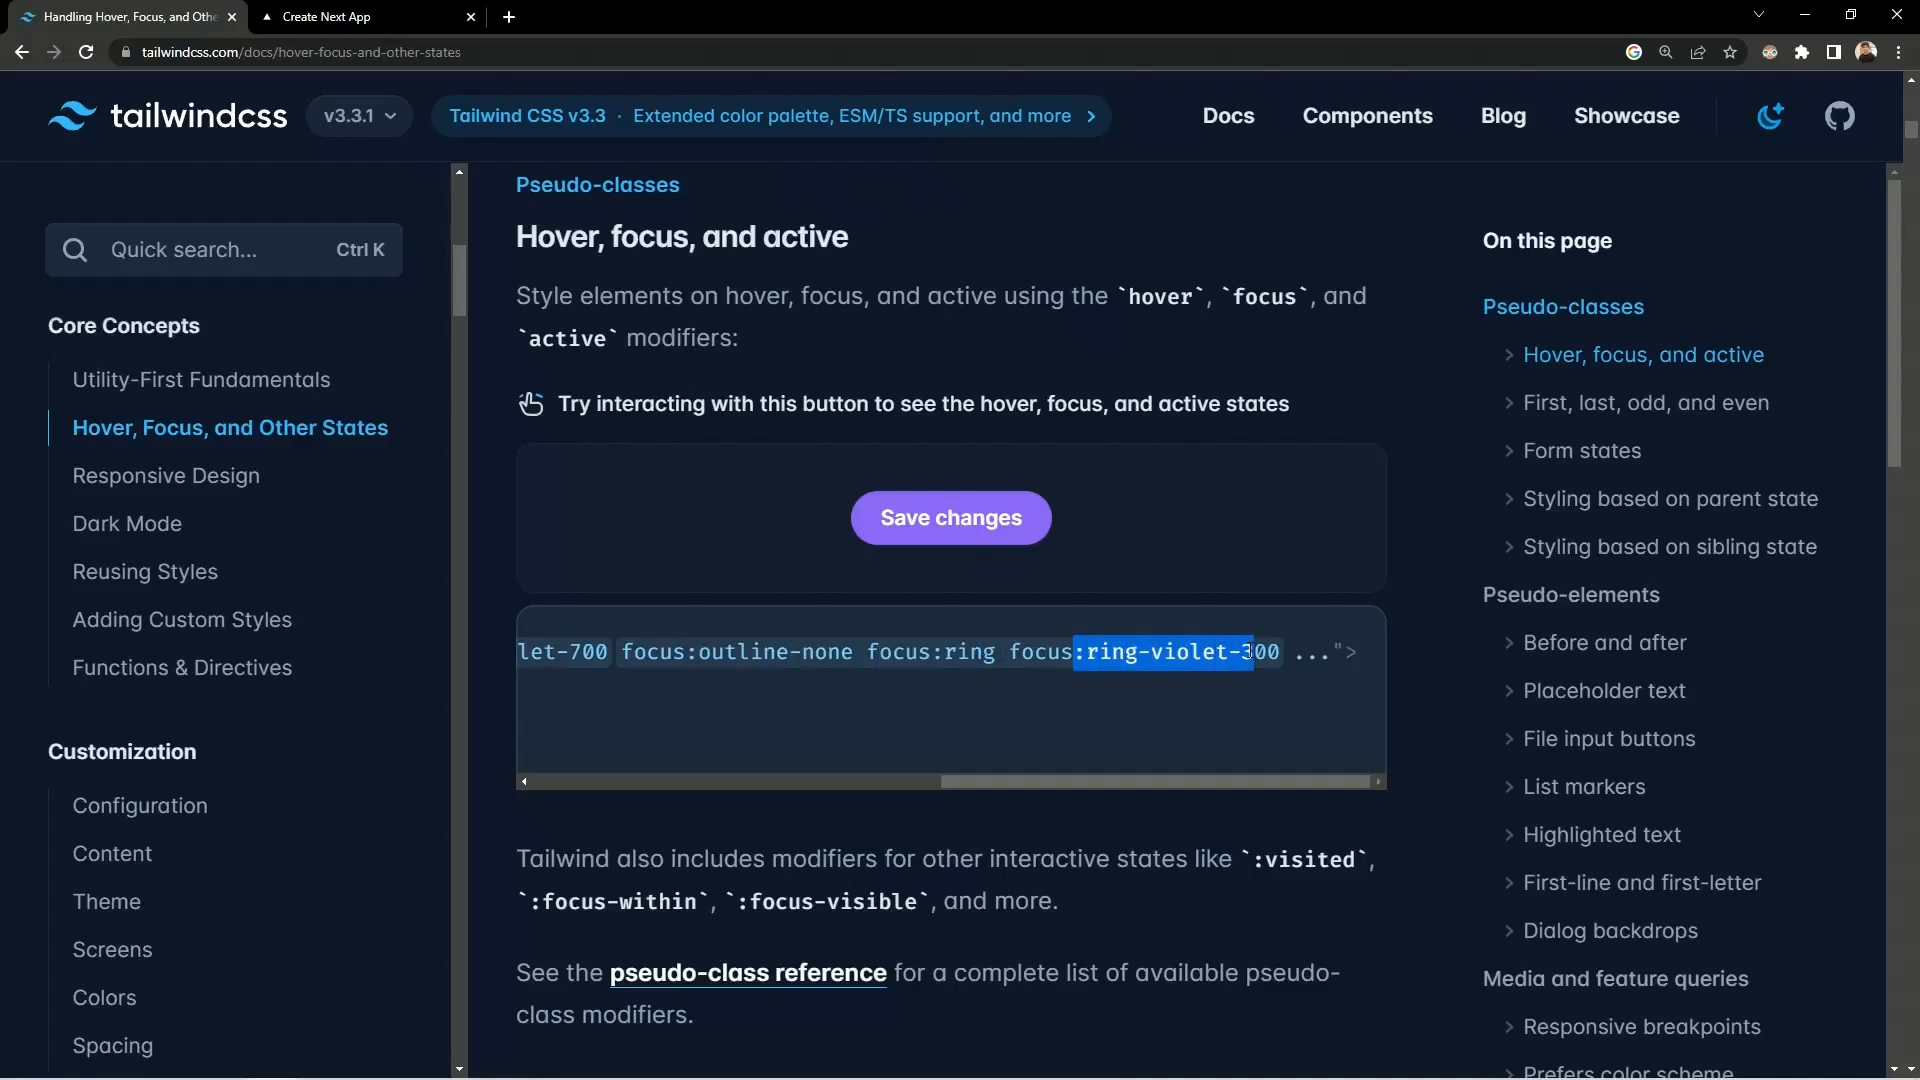 Handling Hover, Focus, and Othe
Create Next App
tailwindcss.com/docs/hover-focus-and-other-states
tailwindcss
v3.3.1
Tailwind CSS v3.3 · Extended color palette, ESM/TS support, and more
Docs
Components
Blog
Showcase
Quick search...
Ctrl K
Core Concepts
Utility-First Fundamentals
Hover, Focus, and Other States
Responsive Design
Dark Mode
Reusing Styles
Adding Custom Styles
Functions & Directives
Customization
Configuration
Content
Theme
Screens
Colors
Spacing
Pseudo-classes
Hover, focus, and active
Style elements on hover, focus, and active using the `hover`, `focus`, and
`active` modifiers:
Try interacting with this button to see the hover, focus, and active states
Save changes
let-700 focus:outline-none focus:ring focus:ring-violet-300 ...">
Tailwind also includes modifiers for other interactive states like `:visited`,
`:focus-within`, `:focus-visible`, and more.
See the pseudo-class reference for a complete list of available pseudo-
class modifiers.
On this page
Pseudo-classes
Hover, focus, and active
First, last, odd, and even
Form states
Styling based on parent state
Styling based on sibling state
Pseudo-elements
Before and after
Placeholder text
File input buttons
List markers
Highlighted text
First-line and first-letter
Dialog backdrops
Media and feature queries
Responsive breakpoints
Prefers color scheme